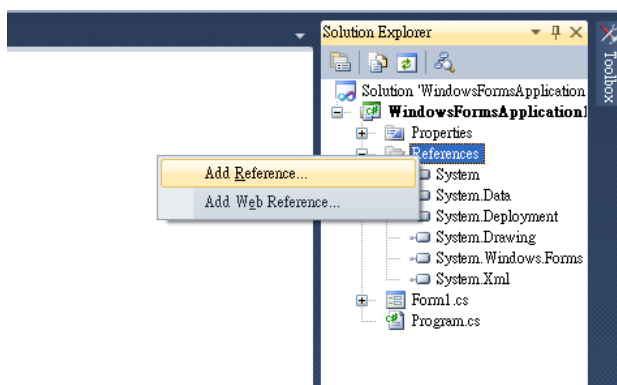 Solution Explorer
Toolbox
Solution 'WindowsFormsApplication
WindowsFormsApplication1
Properties
References
Add Reference...
System
Add Web Reference...
System.Data
System.Deployment
System.Drawing
System.Windows.Forms
System.Xml
Form1.cs
Program.cs